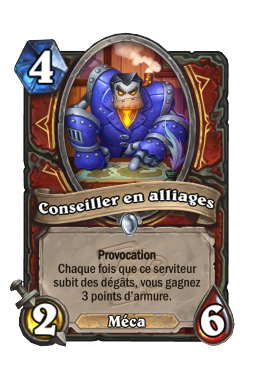 4
Conseiller en alliages
Provocation
Chaque fois que ce serviteur
subit des dégâts, vous gagnez
3 points d'armure.
2
Méca
6